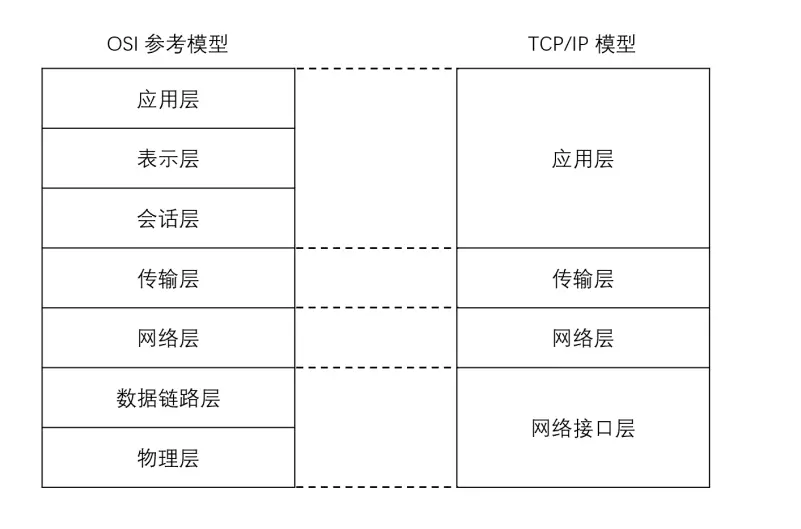 OSI 参考模型
应用层
表示层
会话层
传输层
网络层
数据链路层
物理层
TCP/IP 模型
应用层
传输层
网络层
网络接口层